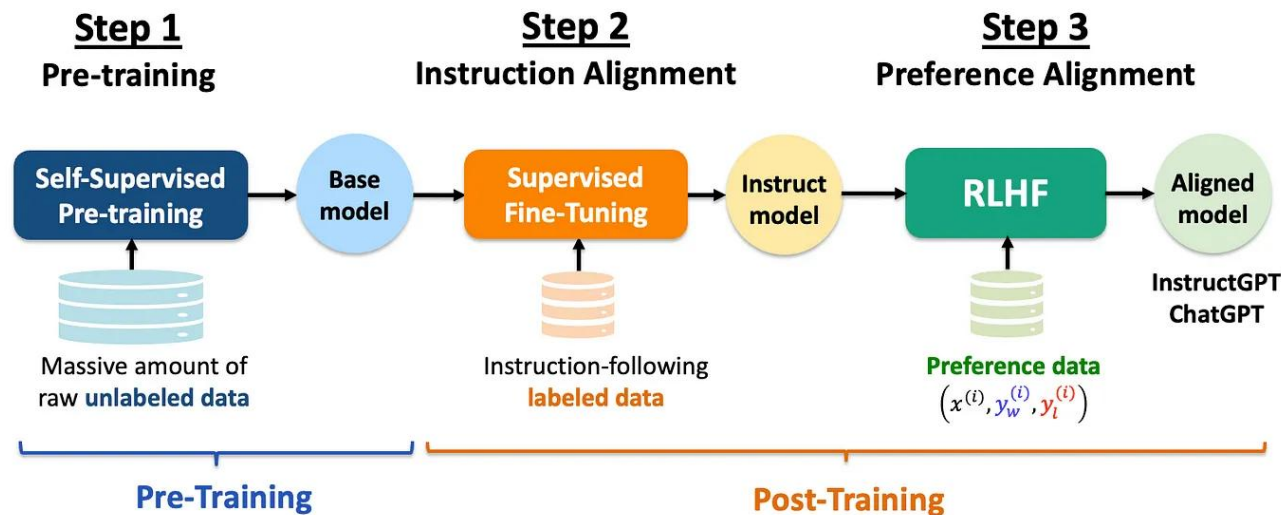 Step 1
Pre-training
Step 2
Instruction Alignment
Step 3
Preference Alignment
Self-Supervised
Pre-training
Base
model
Supervised
Fine-Tuning
Instruct
model
RLHF
Aligned
model
InstructGPT
ChatGPT
Massive amount of
raw unlabeled data
Instruction-following
labeled data
Preference data
(x^{(i)}, y_w^{(i)}, y_l^{(i)})
Pre-Training
Post-Training